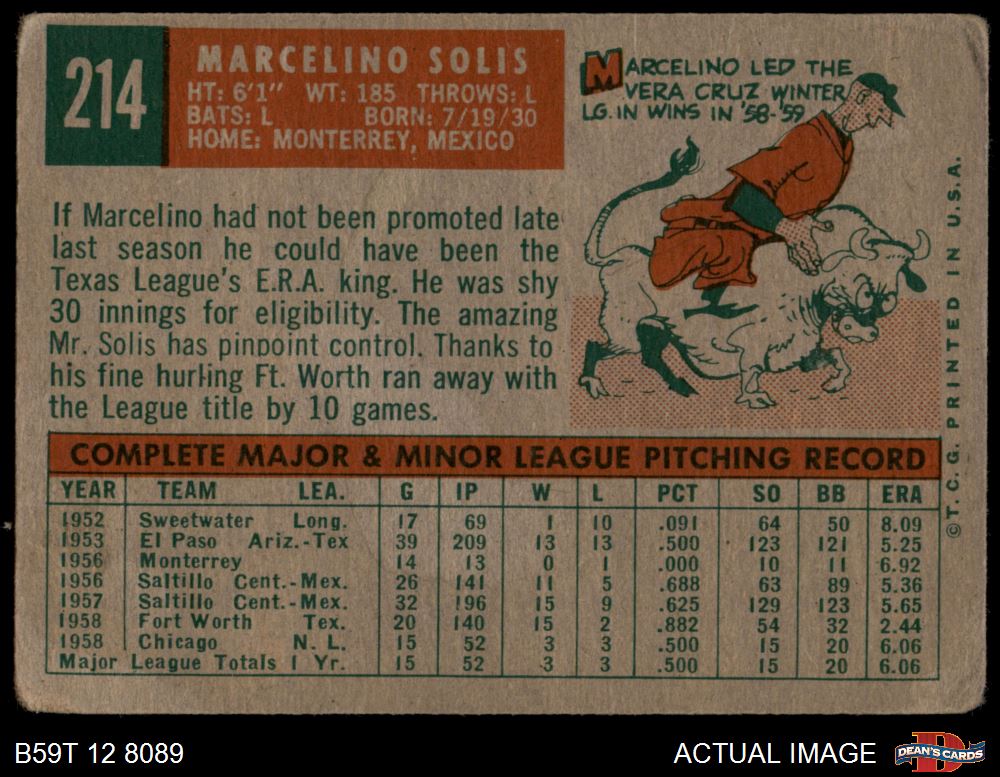 214
MARCELINO SOLIS
HT: 6'1" WT: 185 THROWS: L
BATS: L BORN: 7/19/30
HOME: MONTERREY, MEXICO
MARCELINO LED THE
VERA CRUZ WINTER
LG. IN WINS IN '58-'59
If Marcelino had not been promoted late
last season he could have been the
Texas League's E.R.A. king. He was shy
30 innings for eligibility. The amazing
Mr. Solis has pinpoint control. Thanks to
his fine hurling Ft. Worth ran away with
the League title by 10 games.
COMPLETE MAJOR & MINOR LEAGUE PITCHING RECORD
YEAR TEAM LEA. G IP W L PCT SO BB ERA
1952 Sweetwater Long. 17 69 1 10 .091 64 50 8.09
1953 El Paso Ariz.-Tex 39 209 13 13 .500 123 121 5.25
1956 Monterrey 14 13 0 1 .000 10 11 6.92
1956 Saltillo Cent.-Mex. 26 141 11 5 .688 63 89 5.36
1957 Saltillo Cent.-Mex. 32 196 15 9 .625 129 123 5.65
1958 Fort Worth Tex. 20 140 15 2 .882 54 32 2.44
1958 Chicago N. L. 15 52 3 3 .500 15 20 6.06
Major League Totals 1 Yr. 15 52 3 3 .500 15 20 6.06
©T.C.G. PRINTED IN U.S.A.
B59T 12 8089
ACTUAL IMAGE
D
DEAN'S CARDS